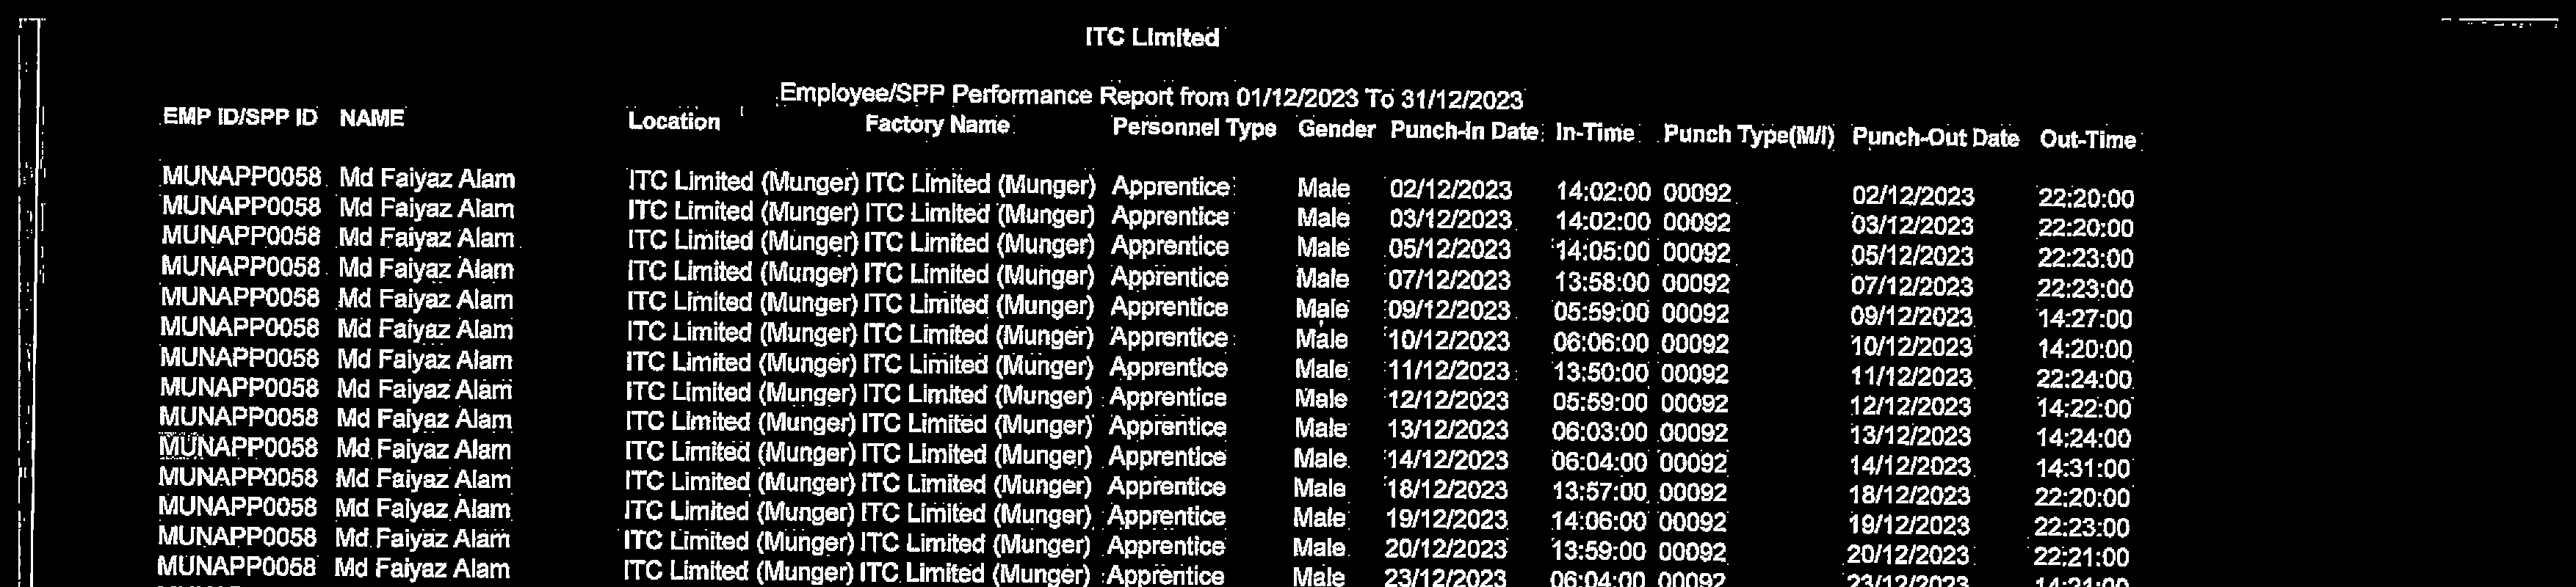 ITC Limited
Employee/SPP Performance Report from 01/12/2023 To 31/12/2023
EMP ID/SPP ID NAME Location Factory Name Personnel Type Gender Punch-In Date In-Time Punch Type(M/I) Punch-Out Date Out-Time
MUNAPP0058 Md Faiyaz Alam ITC Limited (Munger) ITC Limited (Munger) Apprentice Male 02/12/2023 14:02:00 00092 02/12/2023 22:20:00
MUNAPP0058 Md Faiyaz Alam ITC Limited (Munger) ITC Limited (Munger) Apprentice Male 03/12/2023 14:02:00 00092 03/12/2023 22:20:00
MUNAPP0058 Md Faiyaz Alam ITC Limited (Munger) ITC Limited (Munger) Apprentice Male 05/12/2023 14:05:00 00092 05/12/2023 22:23:00
MUNAPP0058 Md Faiyaz Alam ITC Limited (Munger) ITC Limited (Munger) Apprentice Male 07/12/2023 13:58:00 00092 07/12/2023 22:23:00
MUNAPP0058 Md Faiyaz Alam ITC Limited (Munger) ITC Limited (Munger) Apprentice Male 09/12/2023 05:59:00 00092 09/12/2023 14:27:00
MUNAPP0058 Md Faiyaz Alam ITC Limited (Munger) ITC Limited (Munger) Apprentice Male 10/12/2023 06:06:00 00092 10/12/2023 14:20:00
MUNAPP0058 Md Faiyaz Alam ITC Limited (Munger) ITC Limited (Munger) Apprentice Male 11/12/2023 13:50:00 00092 11/12/2023 22:24:00
MUNAPP0058 Md Faiyaz Alam ITC Limited (Munger) ITC Limited (Munger) Apprentice Male 12/12/2023 05:59:00 00092 12/12/2023 14:22:00
MUNAPP0058 Md Faiyaz Alam ITC Limited (Munger) ITC Limited (Munger) Apprentice Male 13/12/2023 06:03:00 00092 13/12/2023 14:24:00
MUNAPP0058 Md Faiyaz Alam ITC Limited (Munger) ITC Limited (Munger) Apprentice Male 14/12/2023 06:04:00 00092 14/12/2023 14:31:00
MUNAPP0058 Md Faiyaz Alam ITC Limited (Munger) ITC Limited (Munger) Apprentice Male 18/12/2023 13:57:00 00092 18/12/2023 22:20:00
MUNAPP0058 Md Faiyaz Alam ITC Limited (Munger) ITC Limited (Munger) Apprentice Male 19/12/2023 14:06:00 00092 19/12/2023 22:23:00
MUNAPP0058 Md Faiyaz Alam ITC Limited (Munger) ITC Limited (Munger) Apprentice Male 20/12/2023 13:59:00 00092 20/12/2023 22:21:00
MUNAPP0058 Md Faiyaz Alam ITC Limited (Munger) ITC Limited (Munger) Apprentice Male 23/12/2023 06:04:00 00092 23/12/2023 14:21:00